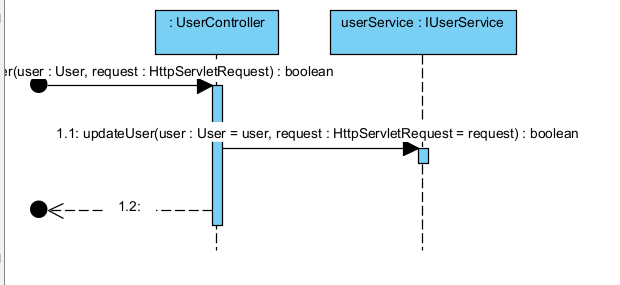 : UserController
userService : IUserService
(user : User, request : HttpServletRequest) : boolean
1.1: updateUser(user : User = user, request : HttpServletRequest = request) : boolean
1.2: